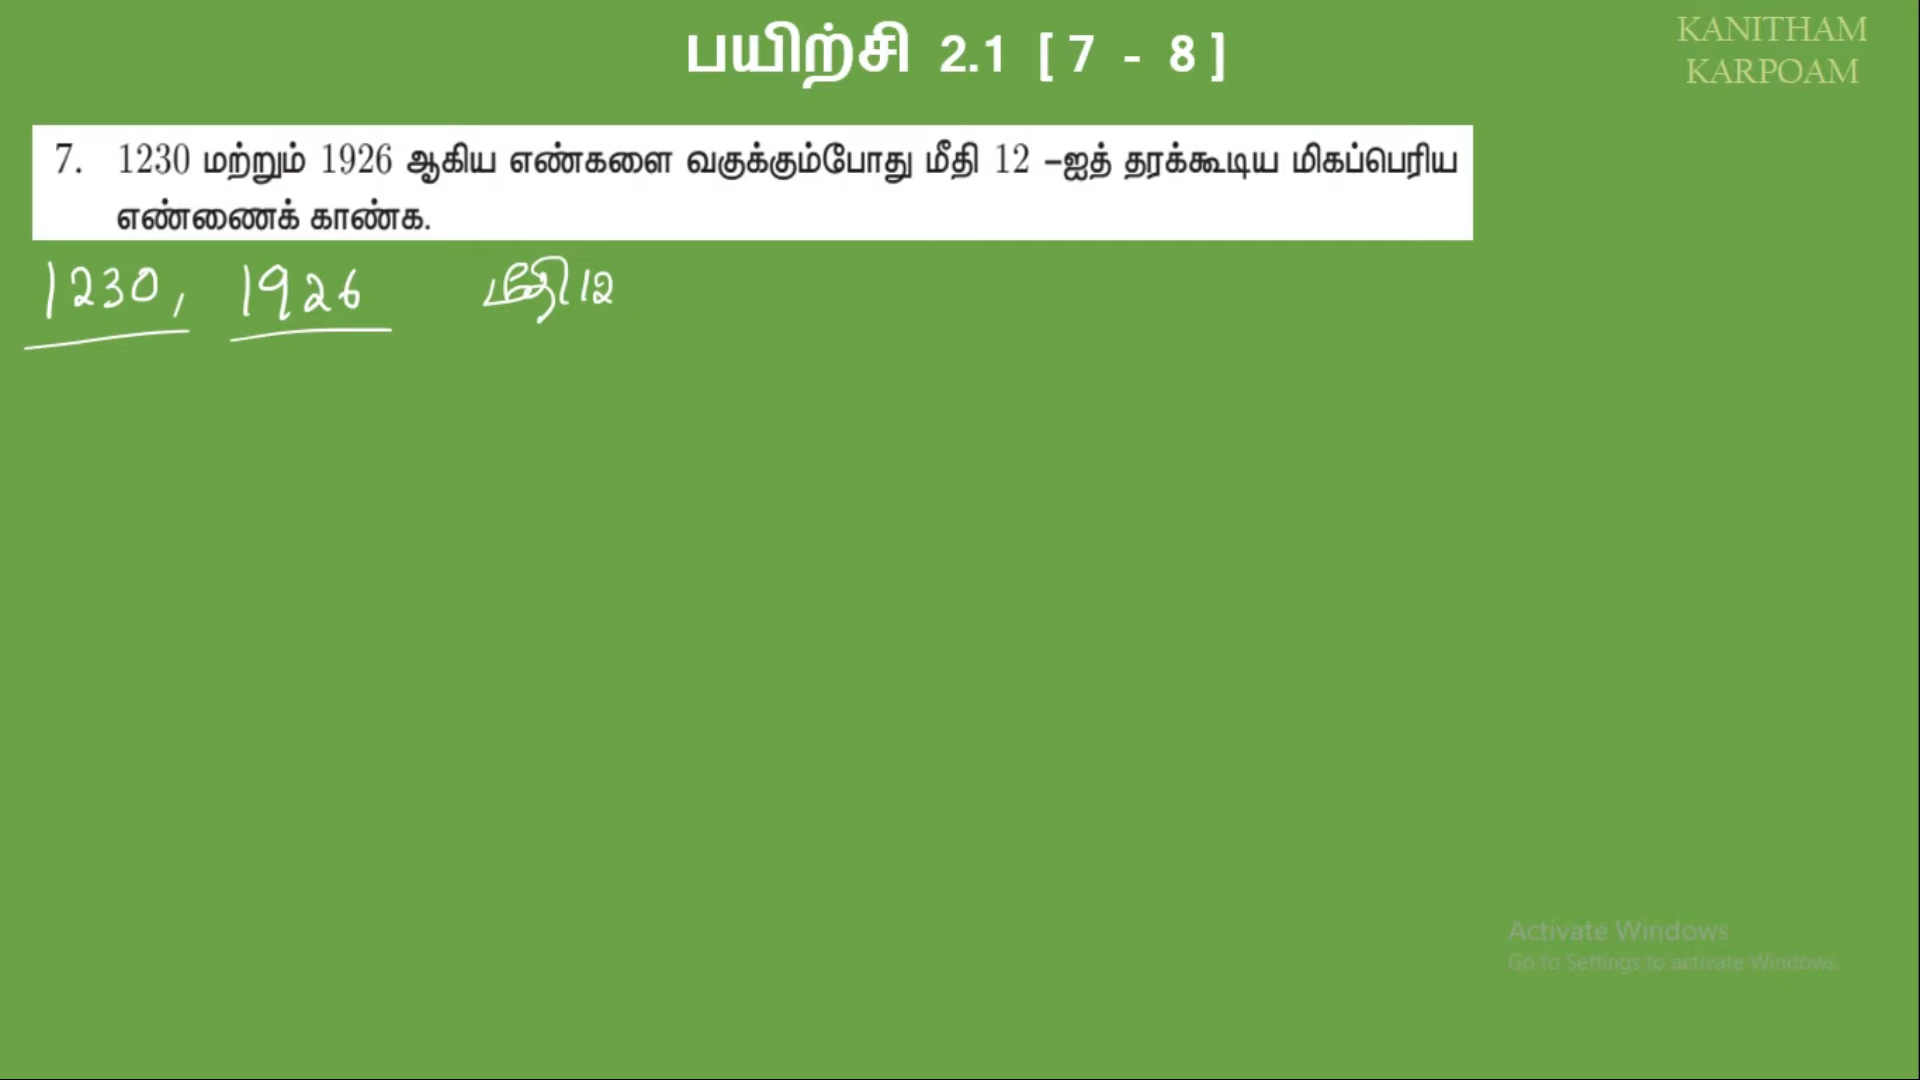 பயிற்சி 2.1 [ 7 - 8 ]
KANITHAM
KARPOAM
7. 1230 மற்றும் 1926 ஆகிய எண்களை வகுக்கும்போது மீதி 12 –ஐத் தரக்கூடிய மிகப்பெரிய
எண்ணைக் காண்க.
1230, 1926 மீதி 12
Activate Windows
Go to Settings to activate Windows.